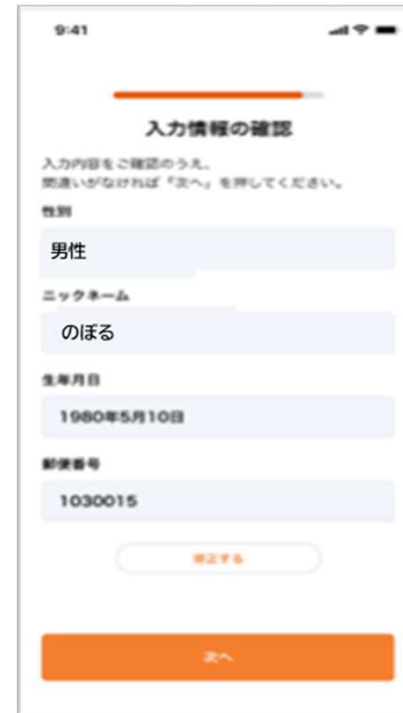 9:41
入力情報の確認
入力内容をご確認のうえ、
間違いがなければ「次へ」を押してください。
性別
男性
ニックネーム
のぼる
生年月日
1980年5月10日
郵便番号
1030015
修正する
次へ